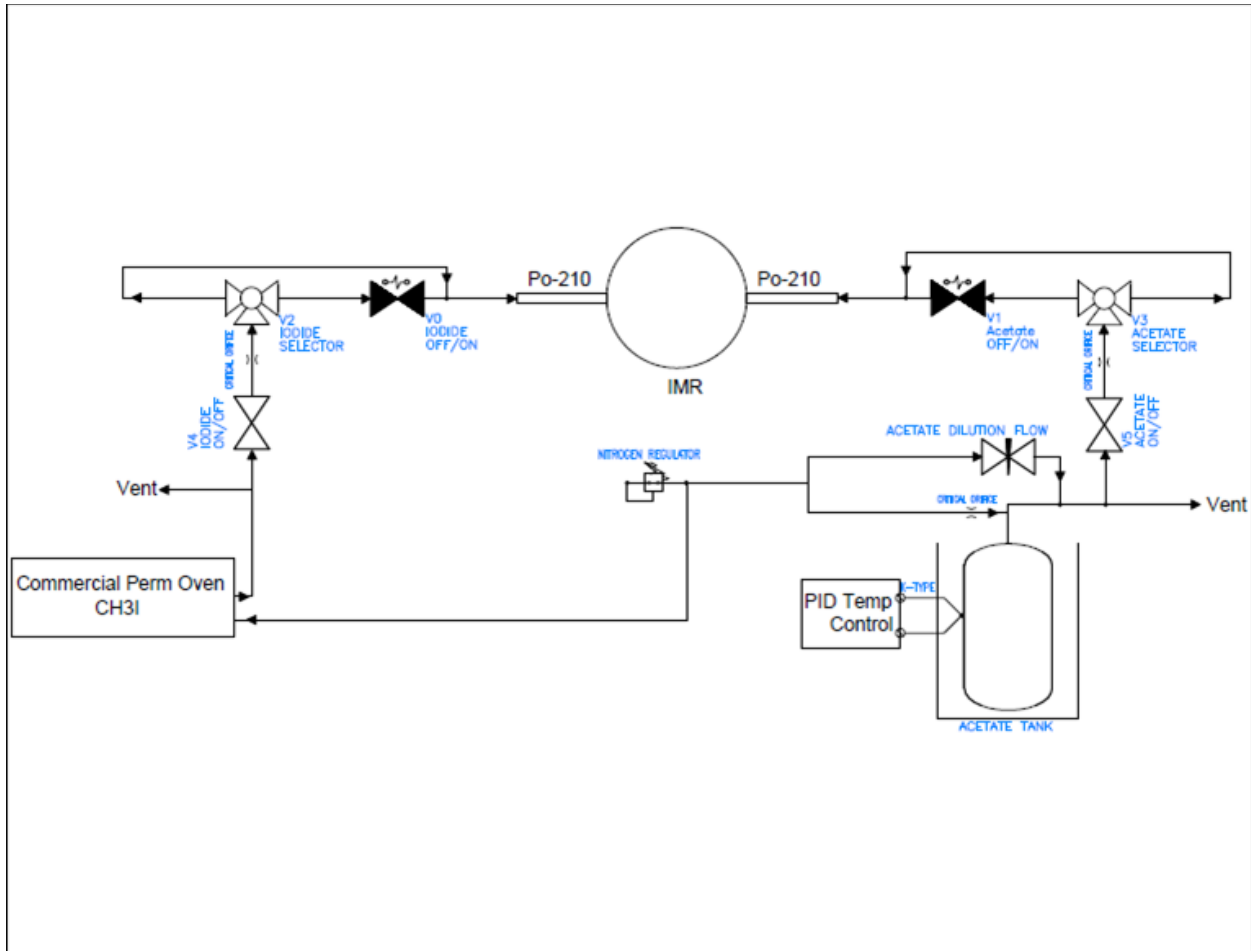 Po-210
Po-210
V2
IODIDE
SELECTOR
V0
IODIDE
OFF/ON
V1
Acetate
OFF/ON
V3
ACETATE
SELECTOR
IMR
CRITICAL ORIFICE
CRITICAL ORIFICE
V4
IODIDE
ON/OFF
V5
ACETATE
ON/OFF
ACETATE DILUTION FLOW
NITROGEN REGULATOR
Vent
CRITICAL ORIFICE
Vent
Commercial Perm Oven
CH3I
K-TYPE
PID Temp
Control
ACETATE TANK